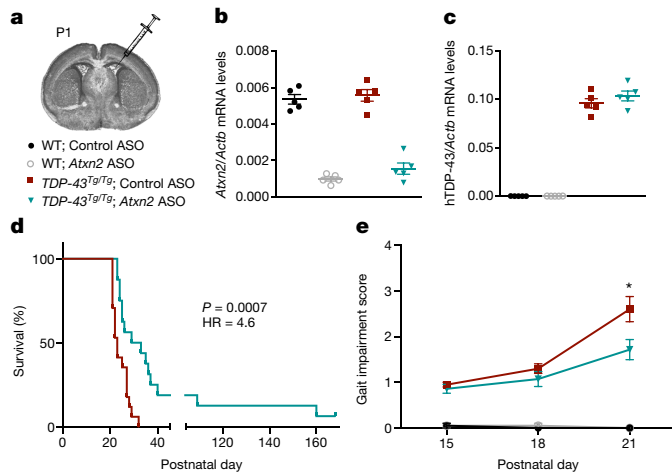 a
P1
WT; Control ASO
WT; Atxn2 ASO
TDP-43Tg/Tg; Control ASO
TDP-43Tg/Tg; Atxn2 ASO
b
Atxn2/Actb mRNA levels
0.008
0.006
0.004
0.002
0.000
c
hTDP-43/Actb mRNA levels
0.15
0.10
0.05
0.00
d
Survival (%)
100
50
0
P = 0.0007
HR = 4.6
0 20 40 120 140 160
Postnatal day
e
Gait impairment score
4
3
2
1
0
*
15 18 21
Postnatal day